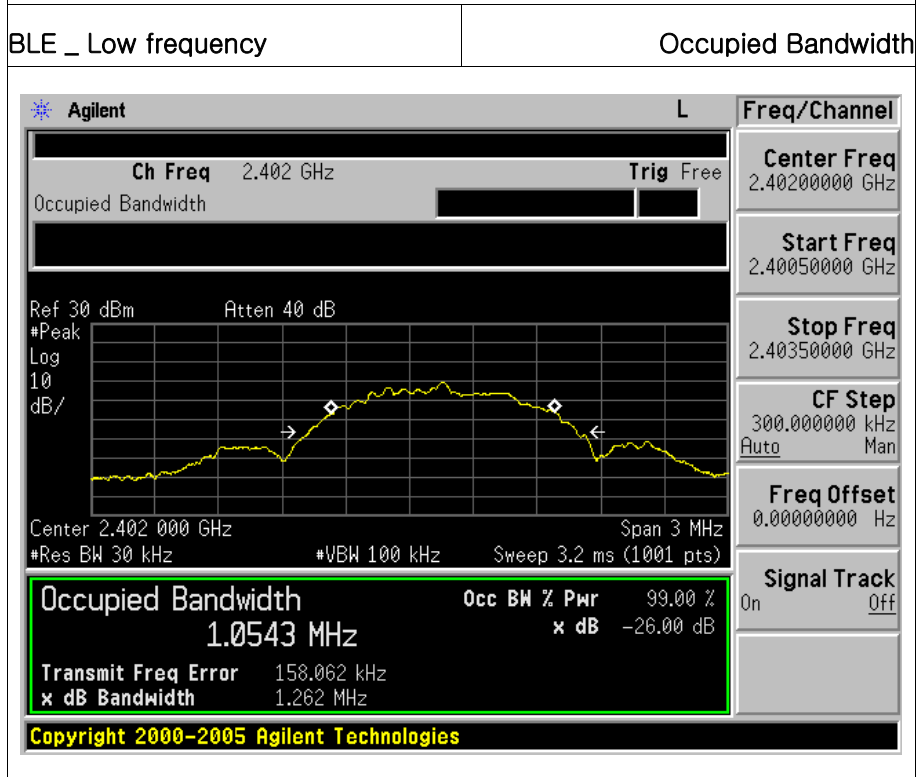 BLE _ Low frequency
Occupied Bandwidth
Agilent
L
Freq/Channel
Ch Freq 2.402 GHz
Trig Free
Occupied Bandwidth
Center Freq
2.40200000 GHz
Start Freq
2.40050000 GHz
Stop Freq
2.40350000 GHz
CF Step
300.000000 kHz
Auto Man
Freq Offset
0.00000000 Hz
Signal Track
On Off
Ref 30 dBm
Atten 40 dB
#Peak
Log
10
dB/
Center 2.402 000 GHz
Span 3 MHz
#Res BW 30 kHz
#VBW 100 kHz
Sweep 3.2 ms (1001 pts)
Occupied Bandwidth
1.0543 MHz
Occ BW % Pwr 99.00 %
x dB -26.00 dB
Transmit Freq Error 158.062 kHz
x dB Bandwidth 1.262 MHz
Copyright 2000-2005 Agilent Technologies